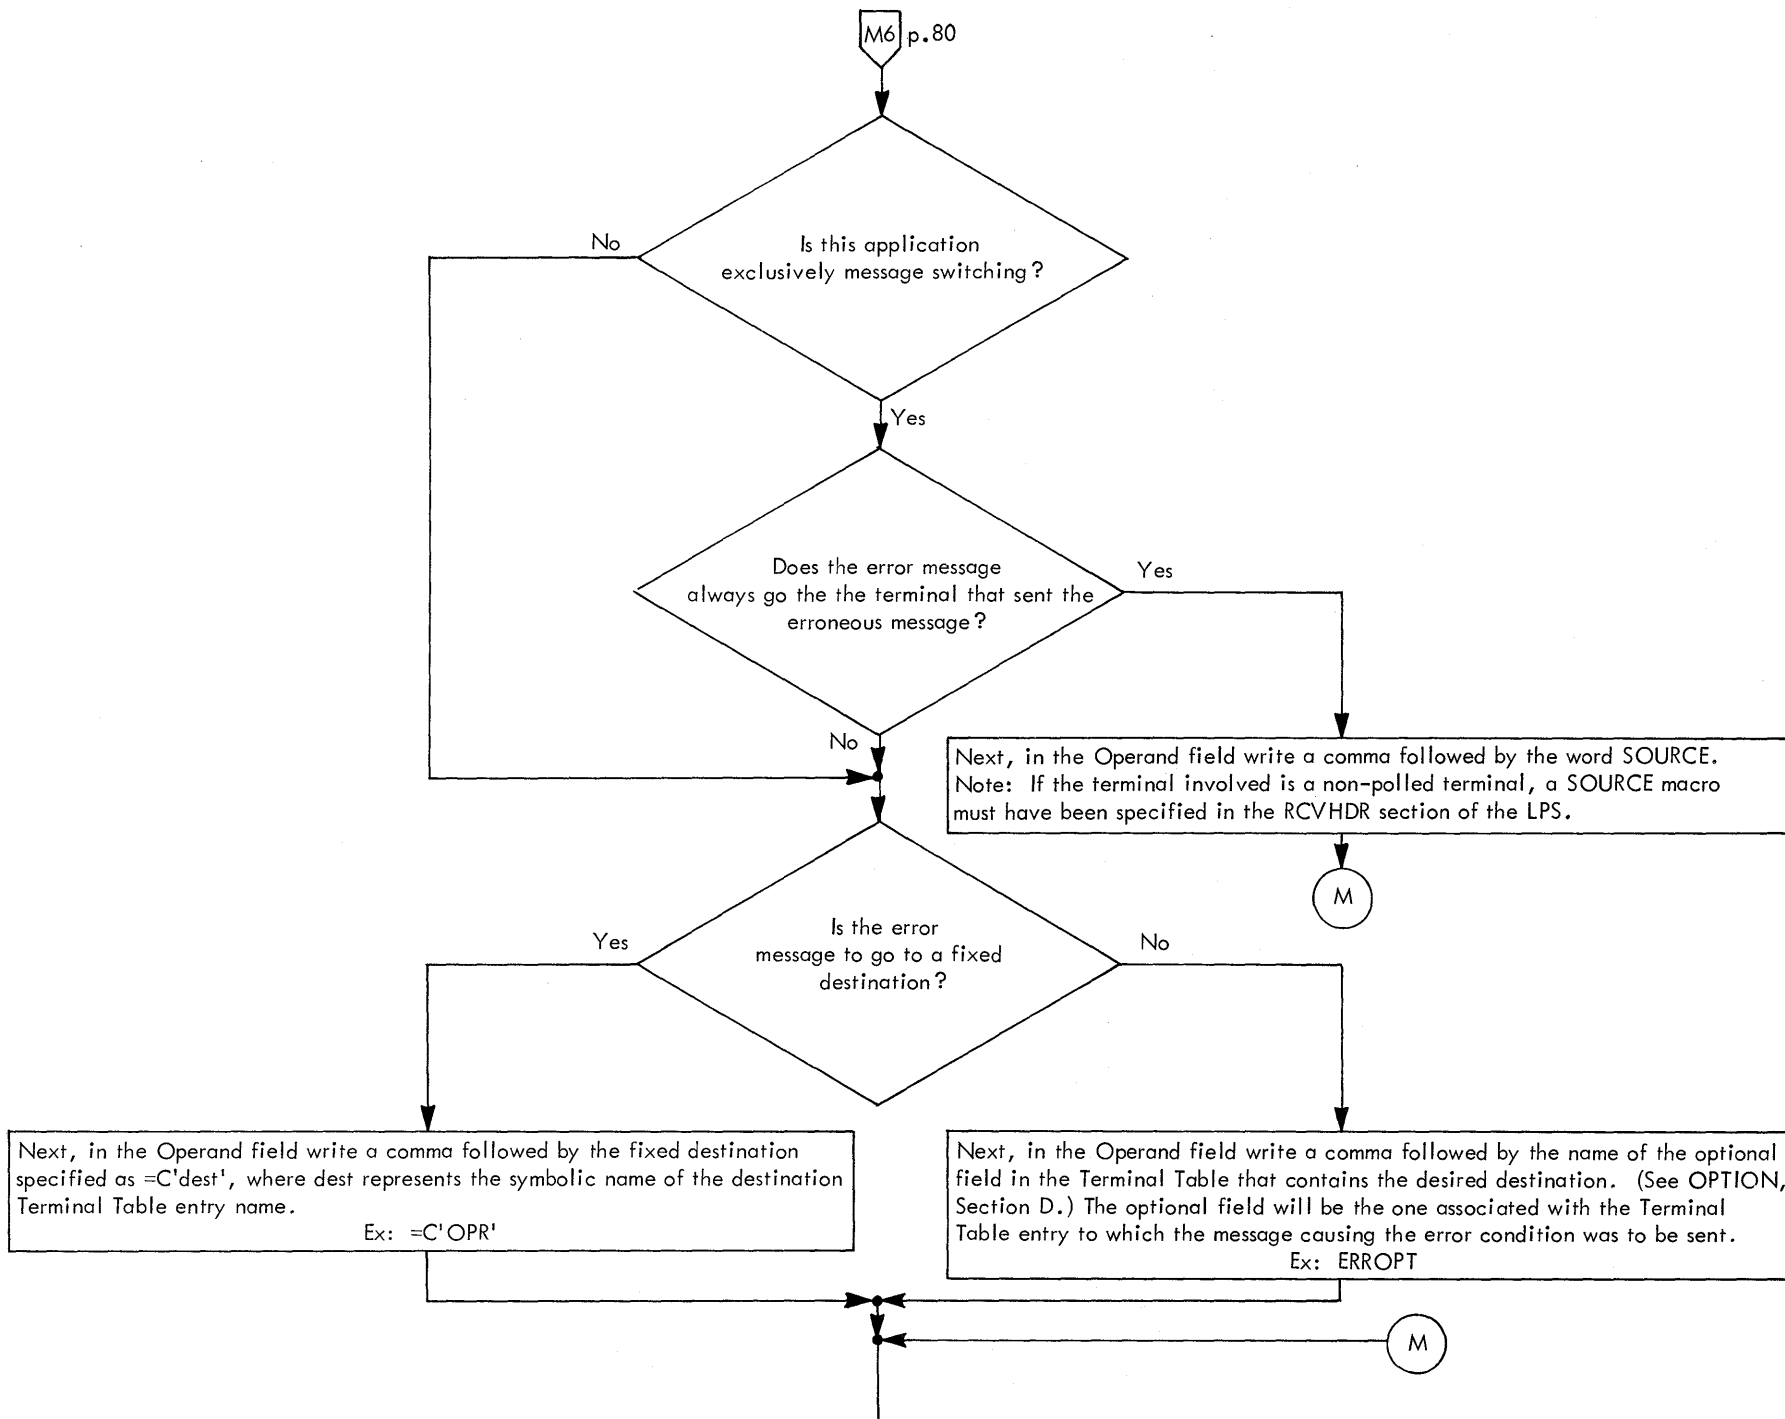 M6 p.80
Is this application
exclusively message switching?
No
Yes
Does the error message
always go the the terminal that sent the
erroneous message?
Yes
No
Next, in the Operand field write a comma followed by the word SOURCE.
Note: If the terminal involved is a non-polled terminal, a SOURCE macro
must have been specified in the RCVHDR section of the LPS.
M
Is the error
message to go to a fixed
destination?
Yes
No
Next, in the Operand field write a comma followed by the fixed destination
specified as =C'dest', where dest represents the symbolic name of the destination
Terminal Table entry name.
Ex: =C'OPR'
Next, in the Operand field write a comma followed by the name of the optional
field in the Terminal Table that contains the desired destination. (See OPTION,
Section D.) The optional field will be the one associated with the Terminal
Table entry to which the message causing the error condition was to be sent.
Ex: ERROPT
M